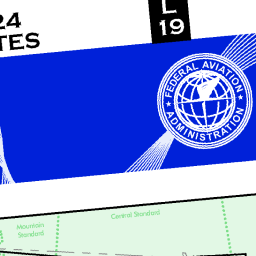 24
TES
L
19
FEDERAL AVIATION
ADMINISTRATION
Central Standard
Mountain
Standard